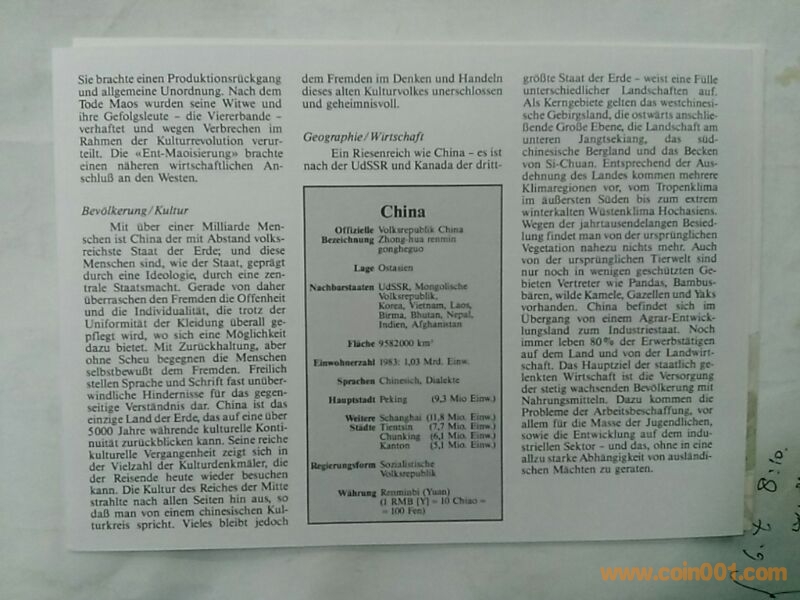 Sie brachte einen Produktionsrückgang
und allgemeine Unordnung. Nach dem
Tode Maos wurden seine Witwe und
ihre Gefolgsleute – die Viererbande –
verhaftet und wegen Verbrechen im
Rahmen der Kulturrevolution verur-
teilt. Die «Ent-Maoisierung» brachte
einen näheren wirtschaftlichen An-
schluß an den Westen.
Bevölkerung/Kultur
Mit über einer Milliarde Men-
schen ist China der mit Abstand volks-
reichste Staat der Erde; und diese
Menschen sind, wie der Staat, geprägt
durch eine Ideologie, durch eine zen-
trale Staatsmacht. Gerade von daher
überraschen den Fremden die Offenheit
und die Individualität, die trotz der
Uniformität der Kleidung überall ge-
pflegt wird, wo sich eine Möglichkeit
dazu bietet. Mit Zurückhaltung, aber
ohne Scheu begegnen die Menschen
selbstbewußt dem Fremden. Freilich
stellen Sprache und Schrift fast unüber-
windliche Hindernisse für das gegen-
seitige Verständnis dar. China ist das
einzige Land der Erde, das auf eine über
5000 Jahre währende kulturelle Konti-
nuität zurückblicken kann. Seine reiche
kulturelle Vergangenheit zeigt sich in
der Vielzahl der Kulturdenkmäler, die
der Reisende heute wieder besuchen
kann. Die Kultur des Reiches der Mitte
strahlte nach allen Seiten hin aus, so
daß man von einem chinesischen Kul-
turkreis spricht. Vieles bleibt jedoch
dem Fremden im Denken und Handeln
dieses alten Kulturvolkes unerschlossen
und geheimnisvoll.
Geographie/Wirtschaft
Ein Riesenreich wie China – es ist
nach der UdSSR und Kanada der dritt-
China
Offizielle Volksrepublik China
Bezeichnung Zhong-hua renmin
gongheguo
Lage Ostasien
Nachbarstaaten UdSSR, Mongolische
Volksrepublik,
Korea, Vietnam, Laos,
Birma, Bhutan, Nepal,
Indien, Afghanistan
Fläche 9582000 km²
Einwohnerzahl 1983: 1,03 Mrd. Einw.
Sprachen Chinesich, Dialekte
Hauptstadt Peking (9,3 Mio Einw.)
Weitere Schanghai (11,8 Mio. Einw.)
Städte Tientsin (7,7 Mio. Einw.)
Chunking (6,1 Mio. Einw.)
Kanton (5,1 Mio. Einw.)
Regierungsform Sozialistische
Volksrepublik
Währung Renminbi (Yuan)
(1 RMB [Y] = 10 Chiao =
= 100 Fen)
größte Staat der Erde – weist eine Fülle
unterschiedlicher Landschaften auf.
Als Kerngebiete gelten das westchinesi-
sche Gebirgsland, die ostwärts anschlie-
ßende Große Ebene, die Landschaft am
unteren Jangtsekiang, das süd-
chinesische Bergland und das Becken
von Si-Chuan. Entsprechend der Aus-
dehnung des Landes kommen mehrere
Klimaregionen vor, vom Tropenklima
im äußersten Süden bis zum extrem
winterkalten Wüstenklima Hochasiens.
Wegen der jahrtausendelangen Besied-
lung findet man von der ursprünglichen
Vegetation nahezu nichts mehr. Auch
von der ursprünglichen Tierwelt sind
nur noch in wenigen geschützten Ge-
bieten Vertreter wie Pandas, Bambus-
bären, wilde Kamele, Gazellen und Yaks
vorhanden. China befindet sich im
Übergang von einem Agrar-Entwick-
lungsland zum Industriestaat. Noch
immer leben 80% der Erwerbstätigen
auf dem Land und von der Landwirt-
schaft. Das Hauptziel der staatlich ge-
lenkten Wirtschaft ist die Versorgung
der stetig wachsenden Bevölkerung mit
Nahrungsmitteln. Dazu kommen die
Probleme der Arbeitsbeschaffung, vor
allem für die Masse der Jugendlichen,
sowie die Entwicklung auf dem indu-
striellen Sektor – und das, ohne in eine
allzu starke Abhängigkeit von ausländi-
schen Mächten zu geraten.
8:10.
www.coin001.com